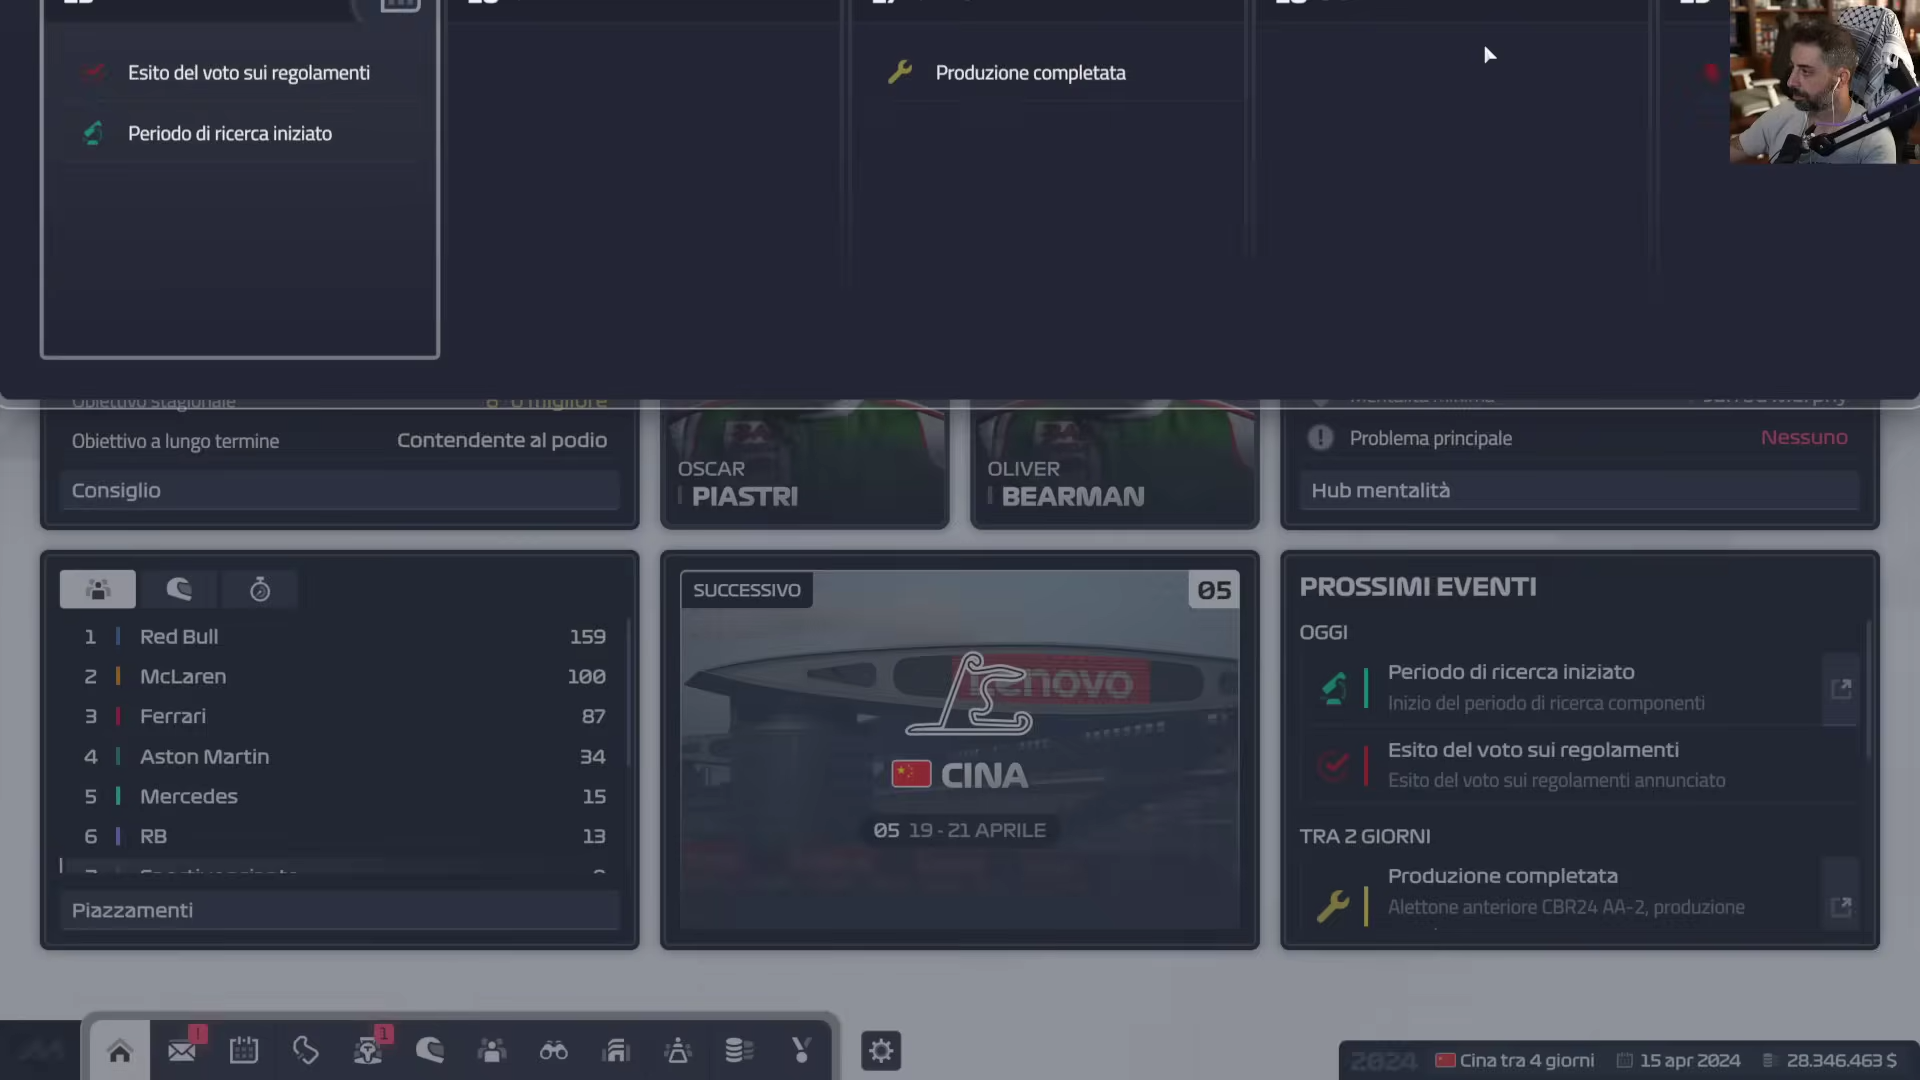 Esito del voto sui regolamenti
Periodo di ricerca iniziato
Produzione completata
Obiettivo stagionale
Obiettivo a lungo termine
Contendente al podio
Consiglio
OSCAR
PIASTRI
OLIVER
BEARMAN
Problema principale
Nessuno
Hub mentalità
1 Red Bull 159
2 McLaren 100
3 Ferrari 87
4 Aston Martin 34
5 Mercedes 15
6 RB 13
Piazzamenti
SUCCESSIVO
05
Lenovo
CINA
05 19 - 21 APRILE
PROSSIMI EVENTI
OGGI
Periodo di ricerca iniziato
Inizio del periodo di ricerca componenti
Esito del voto sui regolamenti
Esito del voto sui regolamenti annunciato
TRA 2 GIORNI
Produzione completata
Alettone anteriore CBR24 AA-2, produzione
!
1
2024
Cina tra 4 giorni
15 apr 2024
28.346.463 $